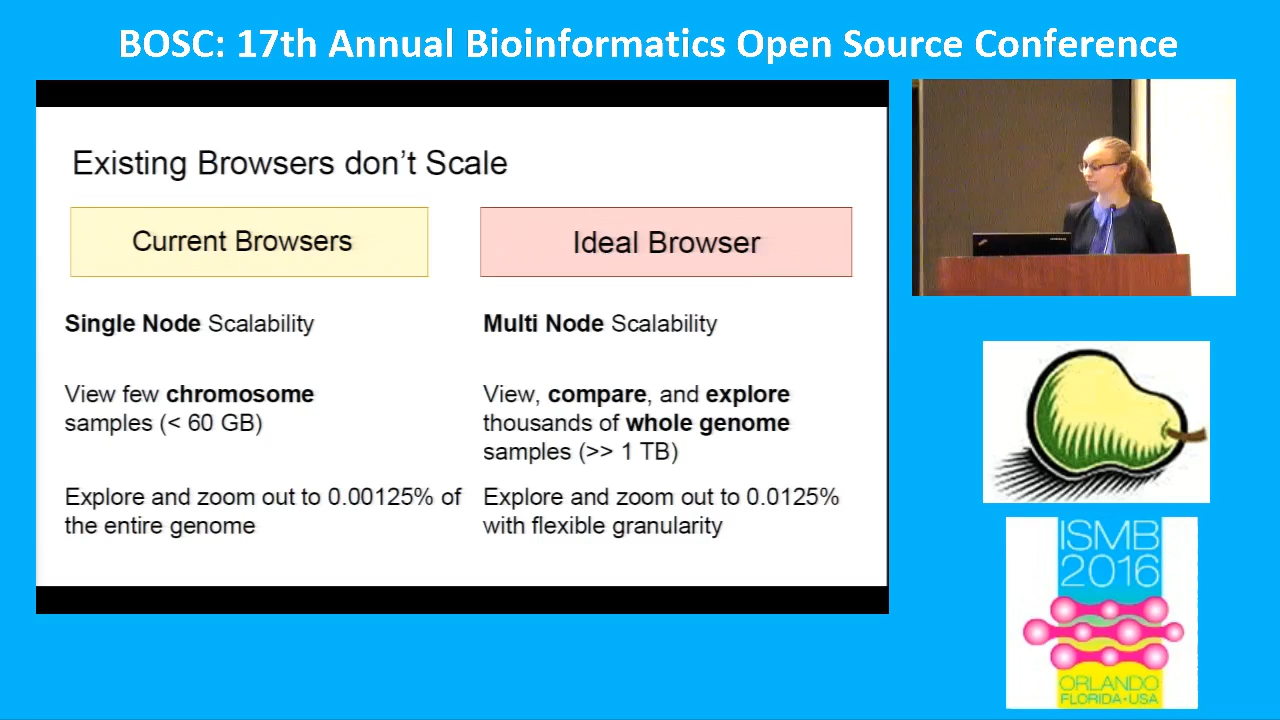 BOSC: 17th Annual Bioinformatics Open Source Conference
Existing Browsers don't Scale
Current Browsers
Single Node Scalability
View few chromosome
samples (< 60 GB)
Explore and zoom out to 0.00125% of
the entire genome
Ideal Browser
Multi Node Scalability
View, compare, and explore
thousands of whole genome
samples (>> 1 TB)
Explore and zoom out to 0.0125%
with flexible granularity
ISMB
2016
ORLANDO
FLORIDA • USA